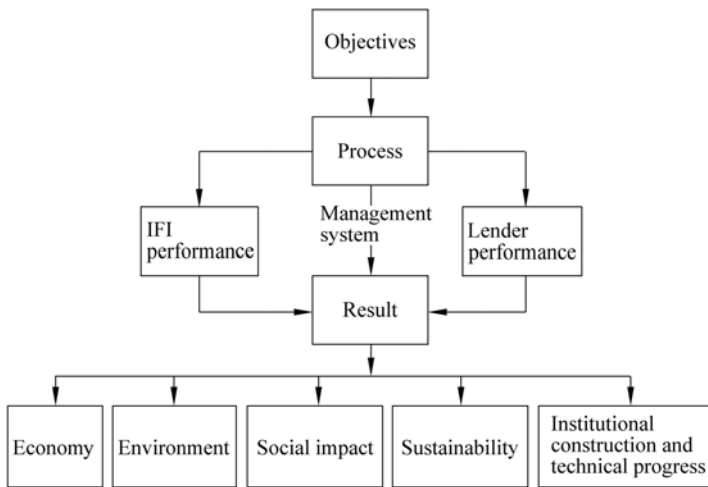 Objectives
Process
IFI
performance
Management
system
Lender
performance
Result
Economy
Environment
Social impact
Sustainability
Institutional
construction and
technical progress